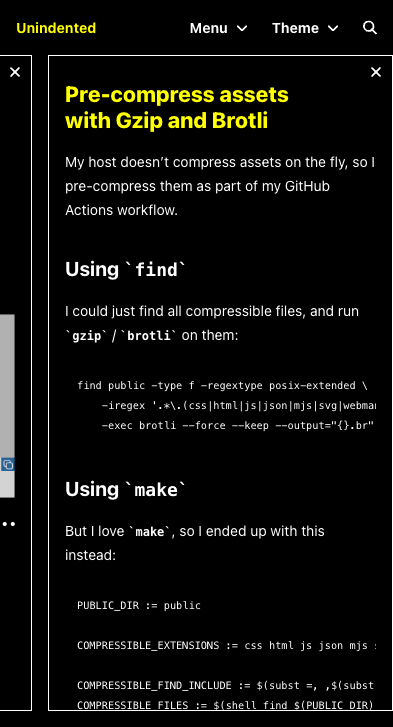 Unindented Menu Theme
Pre-compress assets
with Gzip and Brotli
My host doesn’t compress assets on the fly, so I
pre-compress them as part of my GitHub
Actions workflow.
Using `find`
I could just find all compressible files, and run
`gzip` / `brotli` on them:
find public -type f -regextype posix-extended \
-iregex '.*\.(css|html|js|json|mjs|svg|webman
-exec brotli --force --keep --output="{}.br"
Using `make`
But I love `make`, so I ended up with this
instead:
PUBLIC_DIR := public
COMPRESSIBLE_EXTENSIONS := css html js json mjs s
COMPRESSIBLE_FIND_INCLUDE := $(subst =, ,$(subst
COMPRESSIBLE_FILES := $(shell find $(PUBLIC_DIR)